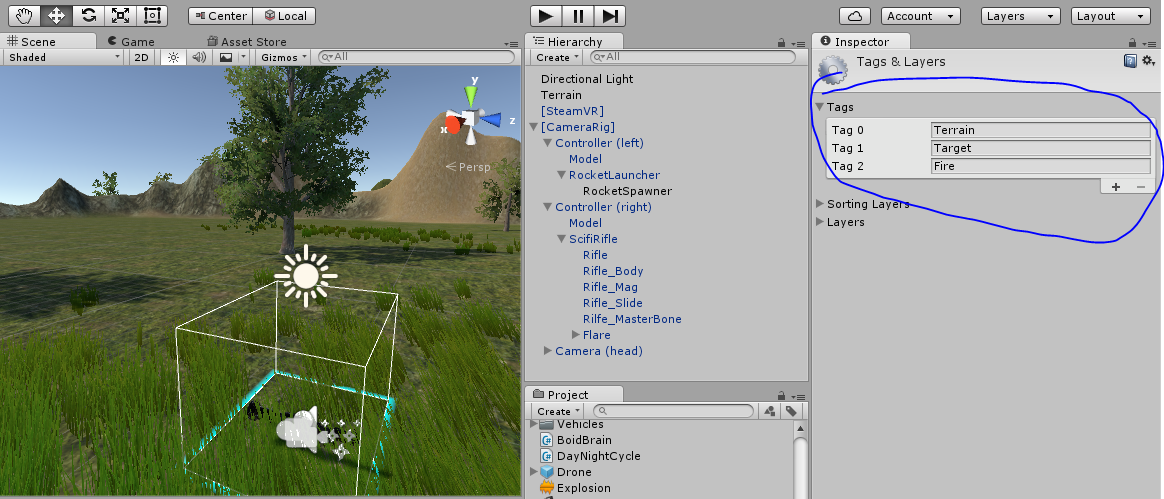 Center Local Account Layers Layout
Scene Game Asset Store
Shaded 2D Gizmos All
y
x z
Persp
Hierarchy
Create All
Directional Light
Terrain
[SteamVR]
[CameraRig]
Controller (left)
Model
RocketLauncher
RocketSpawner
Controller (right)
Model
ScifiRifle
Rifle
Rifle_Body
Rifle_Mag
Rifle_Slide
Rilfe_MasterBone
Flare
Camera (head)
Project
Create
Vehicles
BoidBrain
DayNightCycle
Drone
Explosion
Inspector
Tags & Layers
Tags
Tag 0 Terrain
Tag 1 Target
Tag 2 Fire
+ −
Sorting Layers
Layers